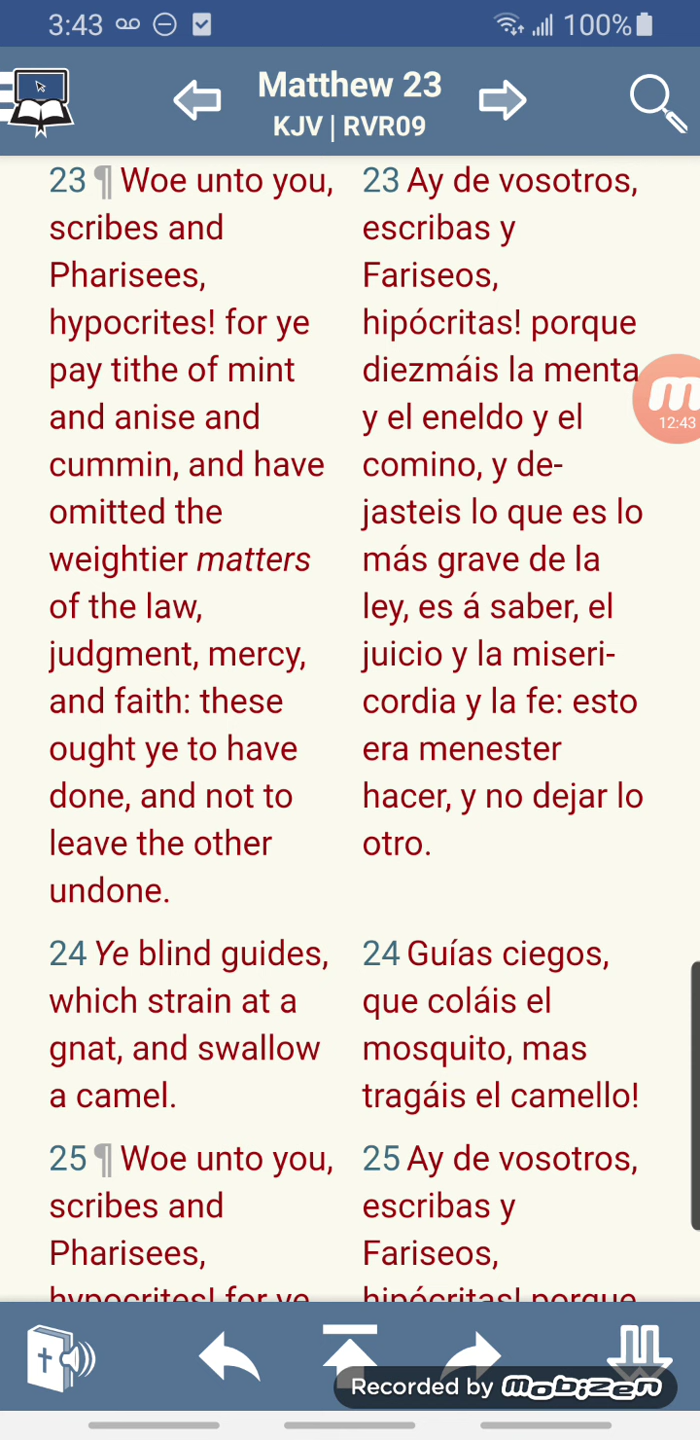 3:43
100%
Matthew 23
KJV | RVR09
23 ¶ Woe unto you,
scribes and
Pharisees,
hypocrites! for ye
pay tithe of mint
and anise and
cummin, and have
omitted the
weightier matters
of the law,
judgment, mercy,
and faith: these
ought ye to have
done, and not to
leave the other
undone.
24 Ye blind guides,
which strain at a
gnat, and swallow
a camel.
25 ¶ Woe unto you,
scribes and
Pharisees,
hypocrites! for ye
23 Ay de vosotros,
escribas y
Fariseos,
hipócritas! porque
diezmáis la menta
y el eneldo y el
comino, y de-
jasteis lo que es lo
más grave de la
ley, es á saber, el
juicio y la miseri-
cordia y la fe: esto
era menester
hacer, y no dejar lo
otro.
24 Guías ciegos,
que coláis el
mosquito, mas
tragáis el camello!
25 Ay de vosotros,
escribas y
Fariseos,
hipócritas! porque
m
12:43
Recorded by mobizen